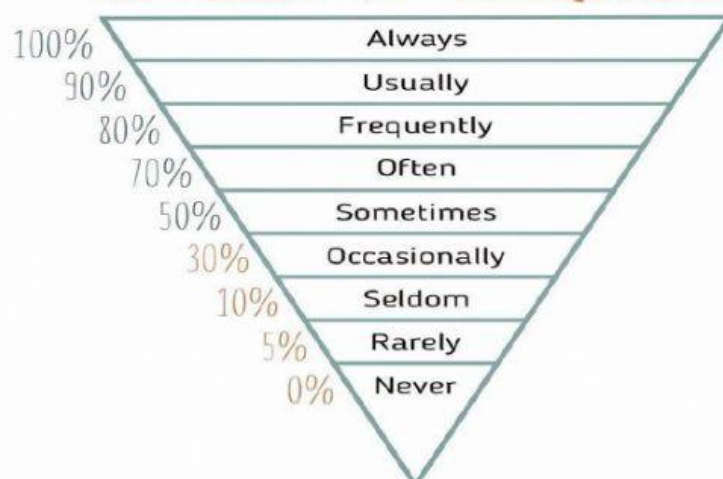 100% Always
90% Usually
80% Frequently
70% Often
50% Sometimes
30% Occasionally
10% Seldom
5% Rarely
0% Never